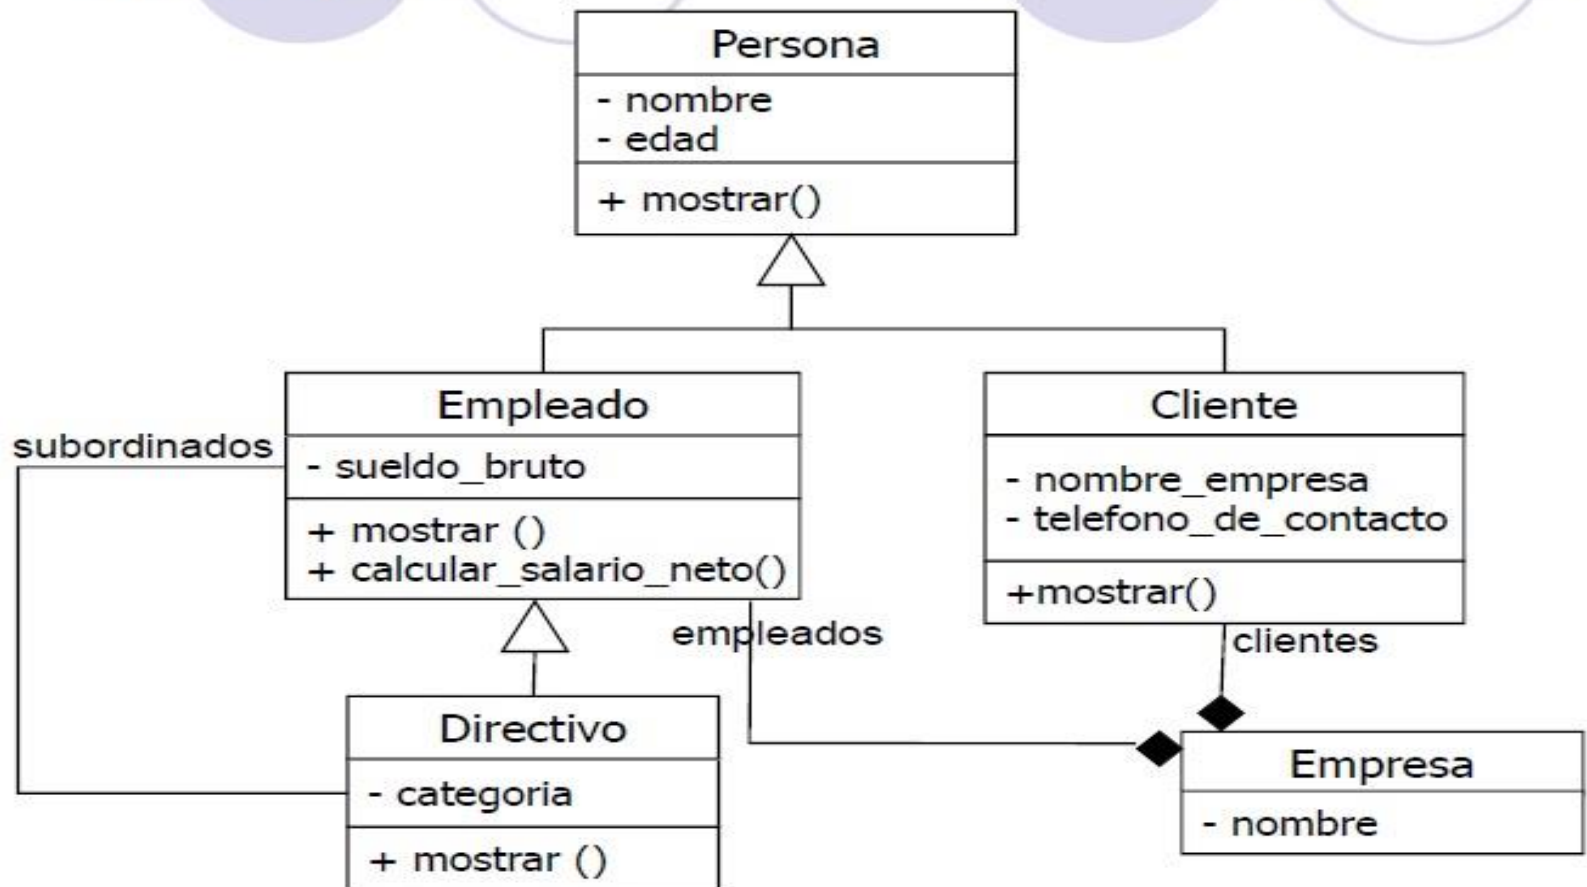 Persona
- nombre
- edad
+ mostrar()
Empleado
- sueldo_bruto
+ mostrar ()
+ calcular_salario_neto()
Cliente
- nombre_empresa
- telefono_de_contacto
+mostrar()
subordinados
empleados
clientes
Directivo
- categoria
+ mostrar ()
Empresa
- nombre